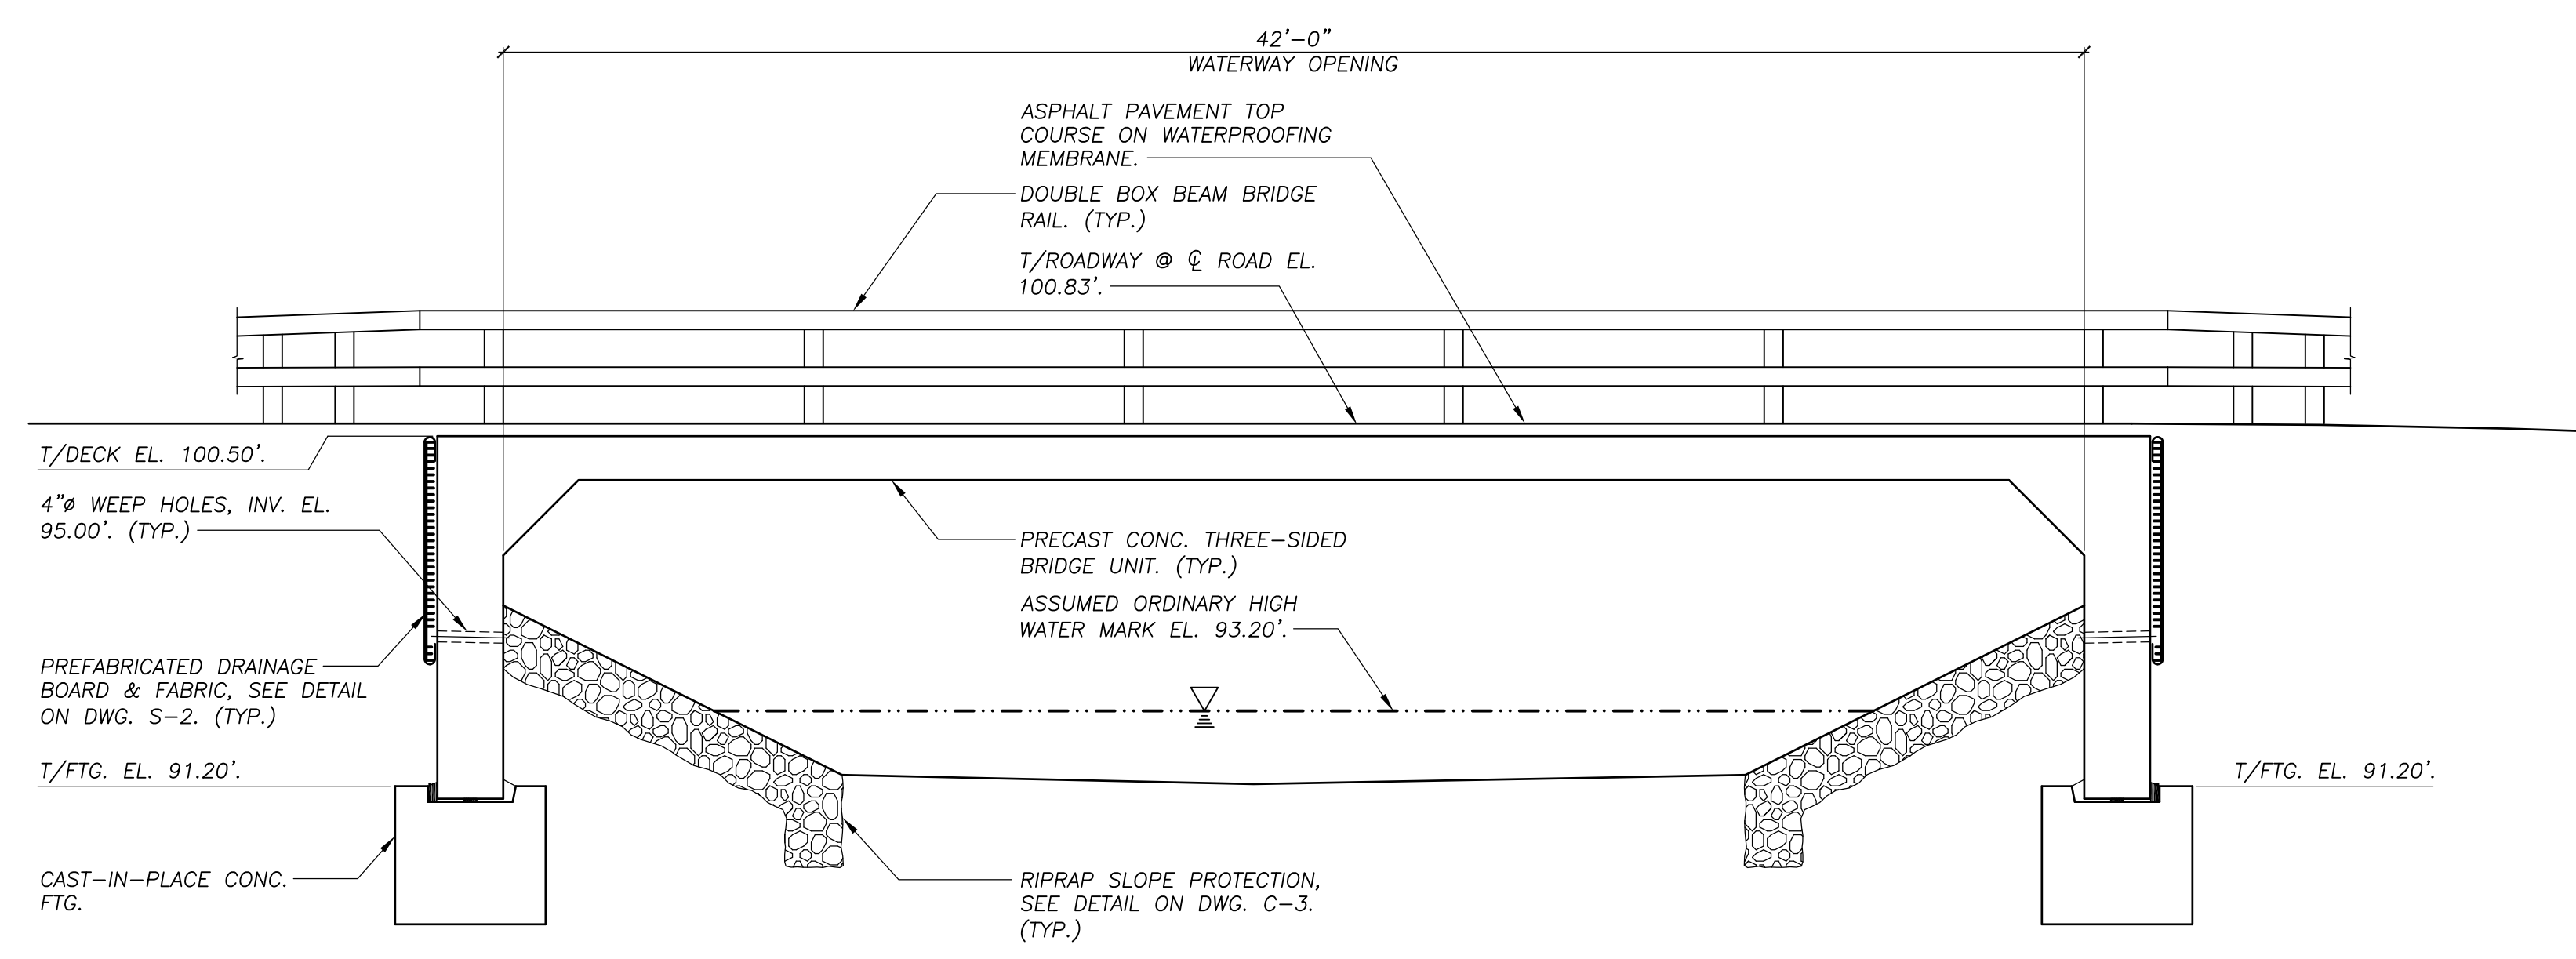 42'-0"
WATERWAY OPENING
ASPHALT PAVEMENT TOP
COURSE ON WATERPROOFING
MEMBRANE.
DOUBLE BOX BEAM BRIDGE
RAIL. (TYP.)
T/ROADWAY @ ℄ ROAD EL.
100.83'.
T/DECK EL. 100.50'.
4"ø WEEP HOLES, INV. EL.
95.00'. (TYP.)
PREFABRICATED DRAINAGE
BOARD & FABRIC, SEE DETAIL
ON DWG. S-2. (TYP.)
T/FTG. EL. 91.20'.
CAST-IN-PLACE CONC.
FTG.
PRECAST CONC. THREE-SIDED
BRIDGE UNIT. (TYP.)
ASSUMED ORDINARY HIGH
WATER MARK EL. 93.20'.
RIPRAP SLOPE PROTECTION,
SEE DETAIL ON DWG. C-3.
(TYP.)
T/FTG. EL. 91.20'.